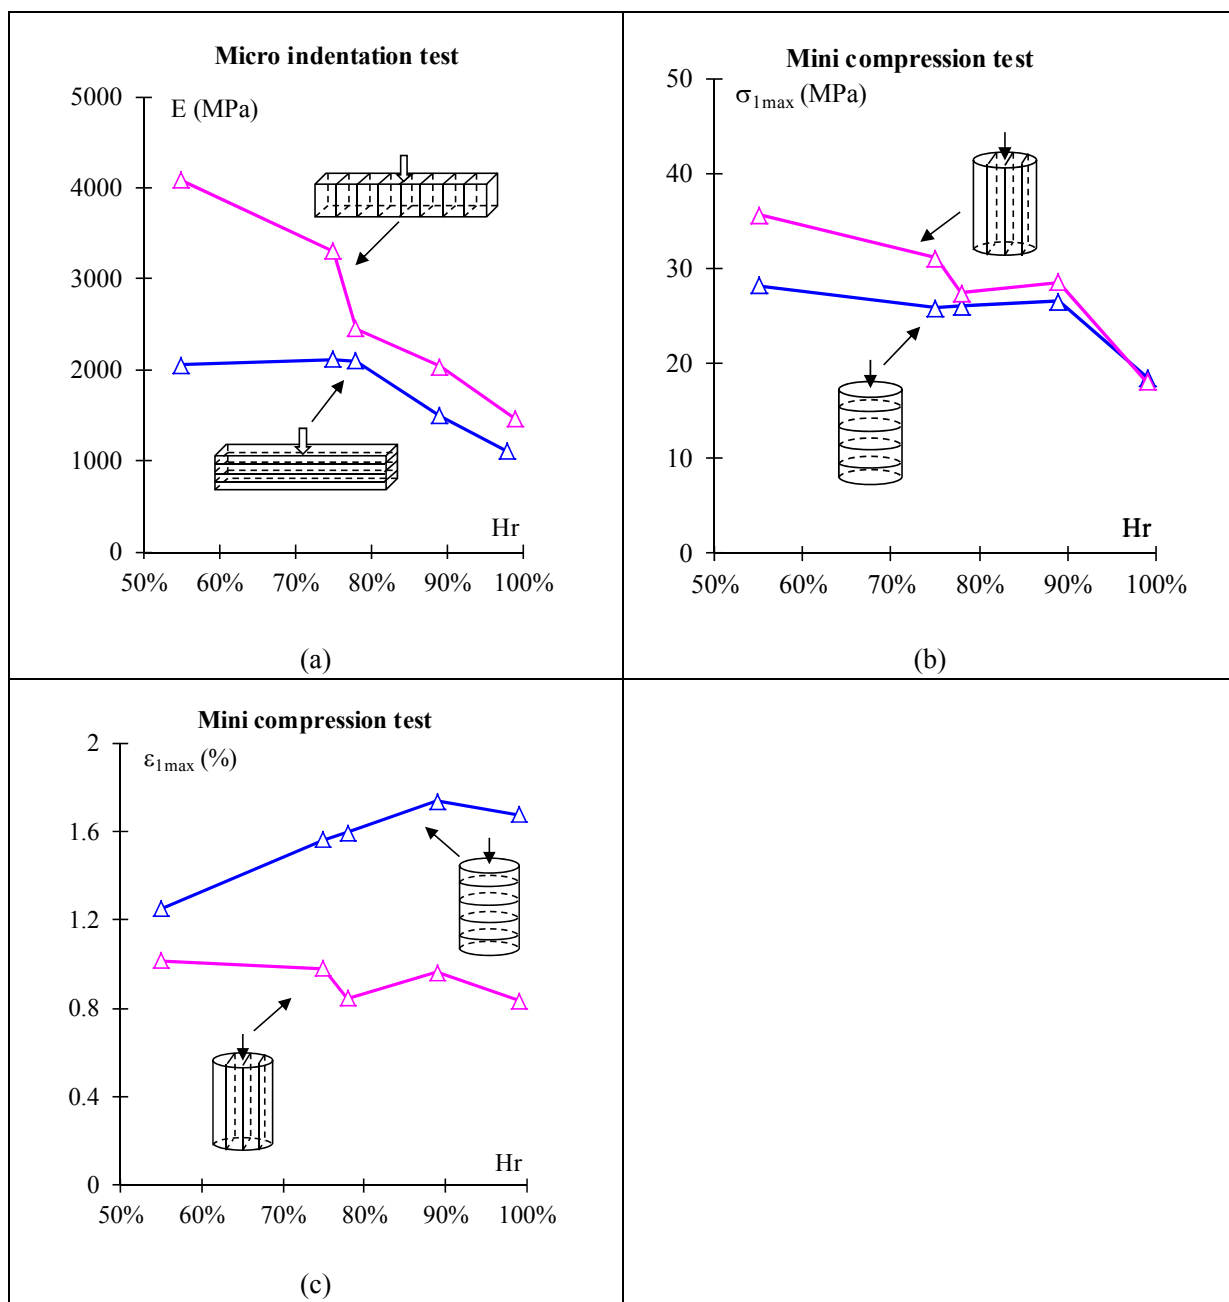 Micro indentation test
E (MPa)
5000
4000
3000
2000
1000
0
Hr
50% 60% 70% 80% 90% 100%
(a)
Mini compression test
σ1max (MPa)
50
40
30
20
10
0
Hr
50% 60% 70% 80% 90% 100%
(b)
Mini compression test
ε1max (%)
2
1.6
1.2
0.8
0.4
0
Hr
50% 60% 70% 80% 90% 100%
(c)